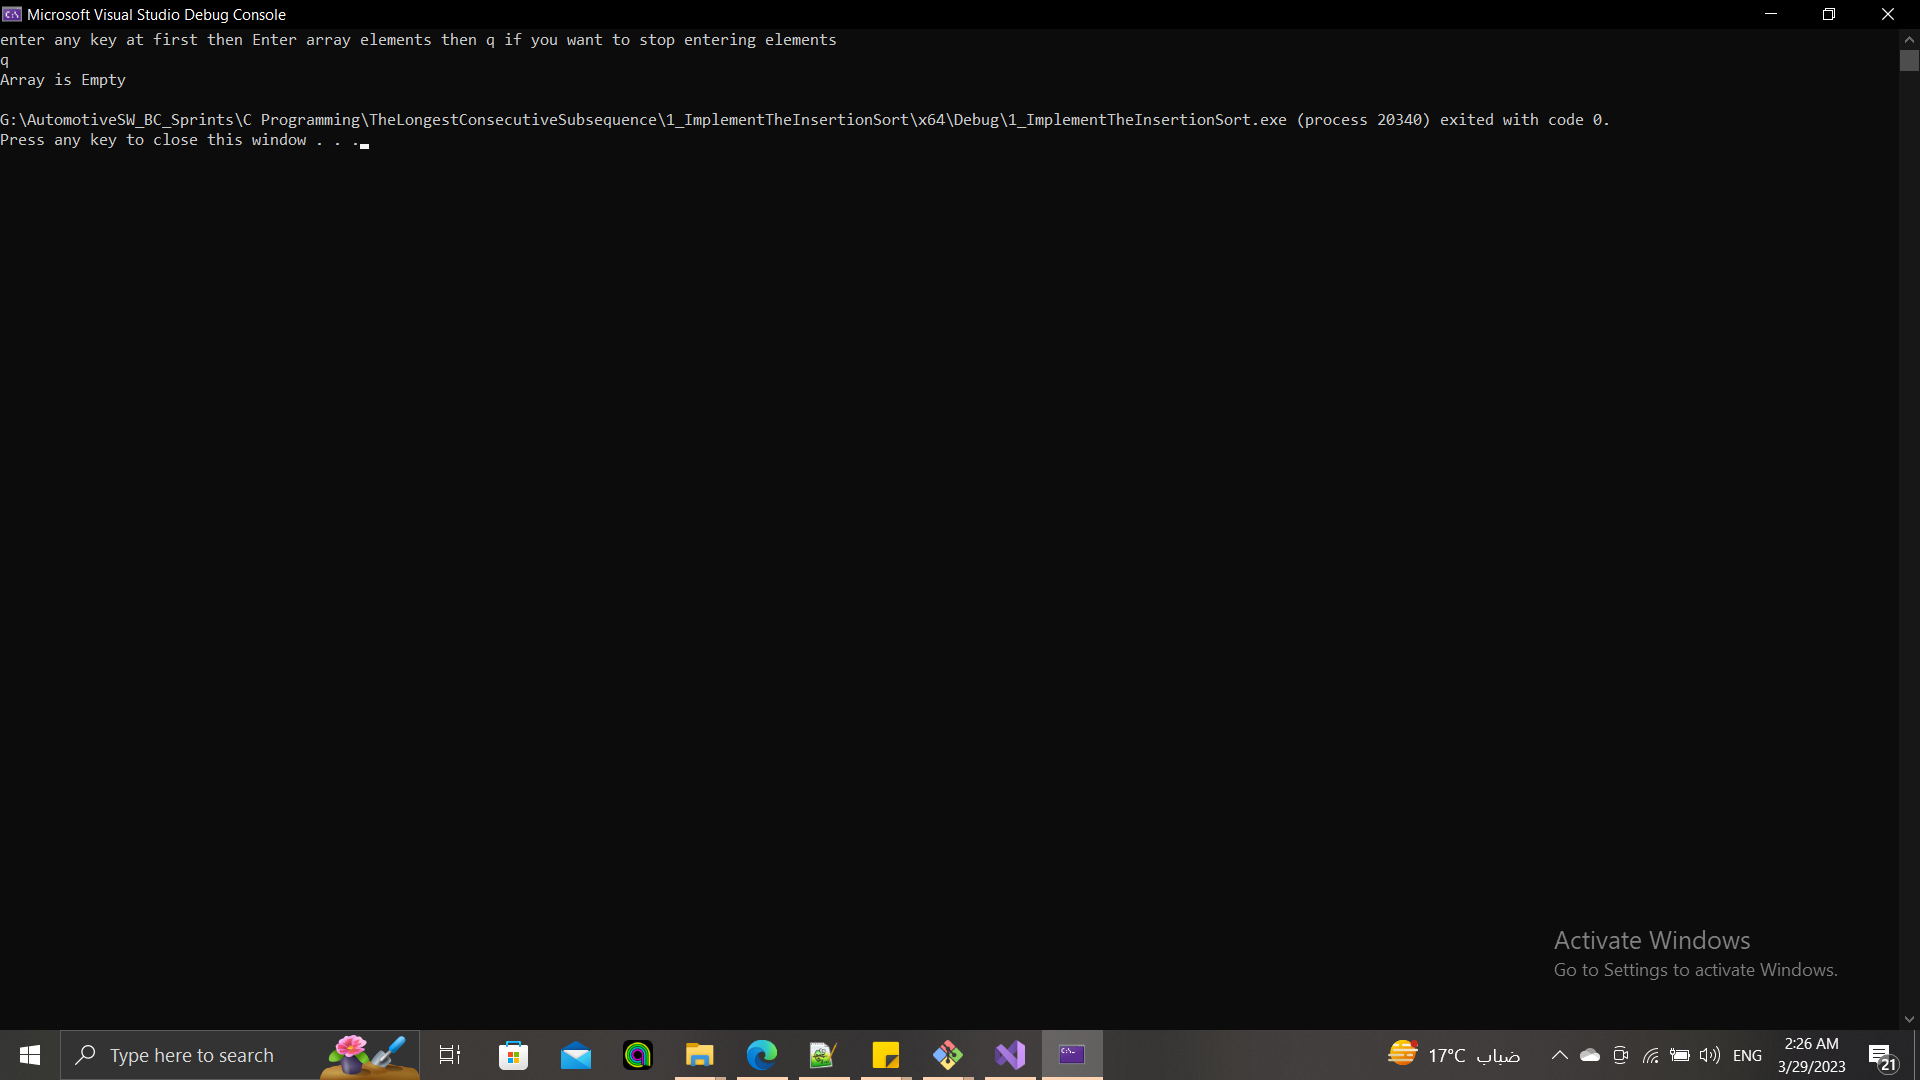 Microsoft Visual Studio Debug Console
enter any key at first then Enter array elements then q if you want to stop entering elements
q
Array is Empty
G:\AutomotiveSW_BC_Sprints\C Programming\TheLongestConsecutiveSubsequence\1_ImplementTheInsertionSort\x64\Debug\1_ImplementTheInsertionSort.exe (process 20340) exited with code 0.
Press any key to close this window . . .
Activate Windows
Go to Settings to activate Windows.
Type here to search
17°C ضباب
ENG
2:26 AM
3/29/2023
21